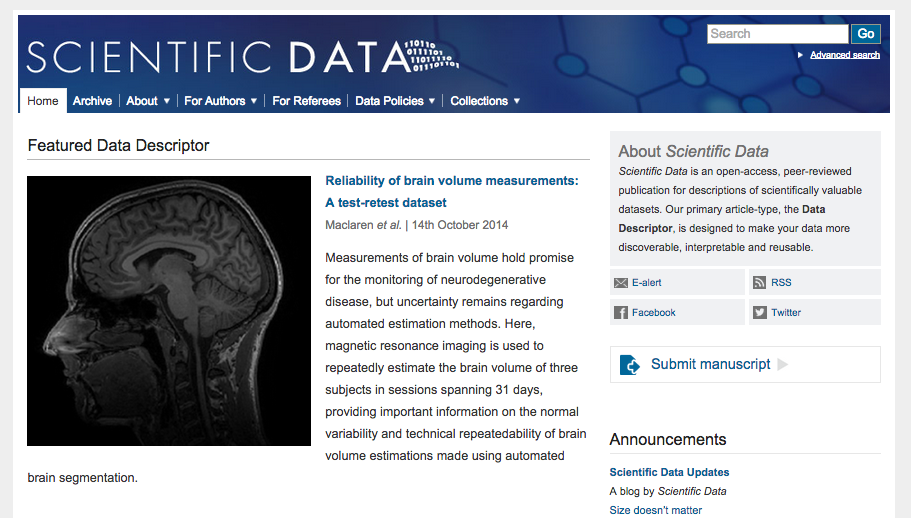 SCIENTIFIC DATA
110110
011101
11011110
0111101101
Search
Go
Advanced search
Home
Archive
About
For Authors
For Referees
Data Policies
Collections
Featured Data Descriptor
Reliability of brain volume measurements:
A test-retest dataset
Maclaren et al. | 14th October 2014
Measurements of brain volume hold promise
for the monitoring of neurodegenerative
disease, but uncertainty remains regarding
automated estimation methods. Here,
magnetic resonance imaging is used to
repeatedly estimate the brain volume of three
subjects in sessions spanning 31 days,
providing important information on the normal
variability and technical repeatedability of brain
volume estimations made using automated
brain segmentation.
About Scientific Data
Scientific Data is an open-access, peer-reviewed
publication for descriptions of scientifically valuable
datasets. Our primary article-type, the Data
Descriptor, is designed to make your data more
discoverable, interpretable and reusable.
E-alert
RSS
Facebook
Twitter
Submit manuscript
Announcements
Scientific Data Updates
A blog by Scientific Data
Size doesn't matter